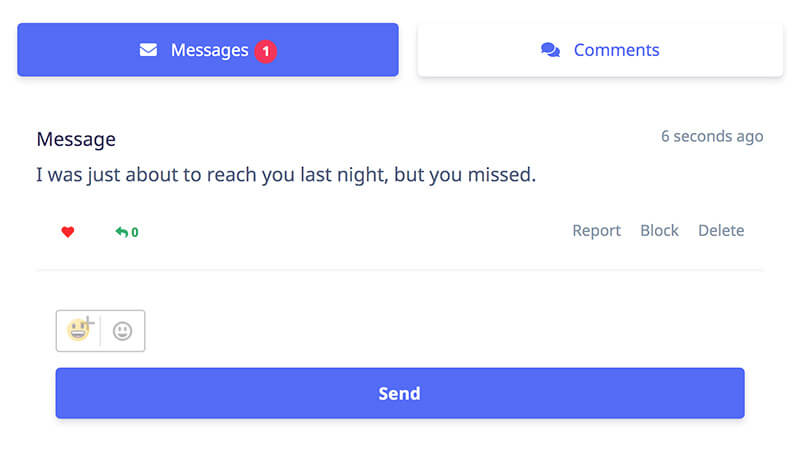 Messages 1
Comments
Message
6 seconds ago
I was just about to reach you last night, but you missed.
0
Report Block Delete
Send